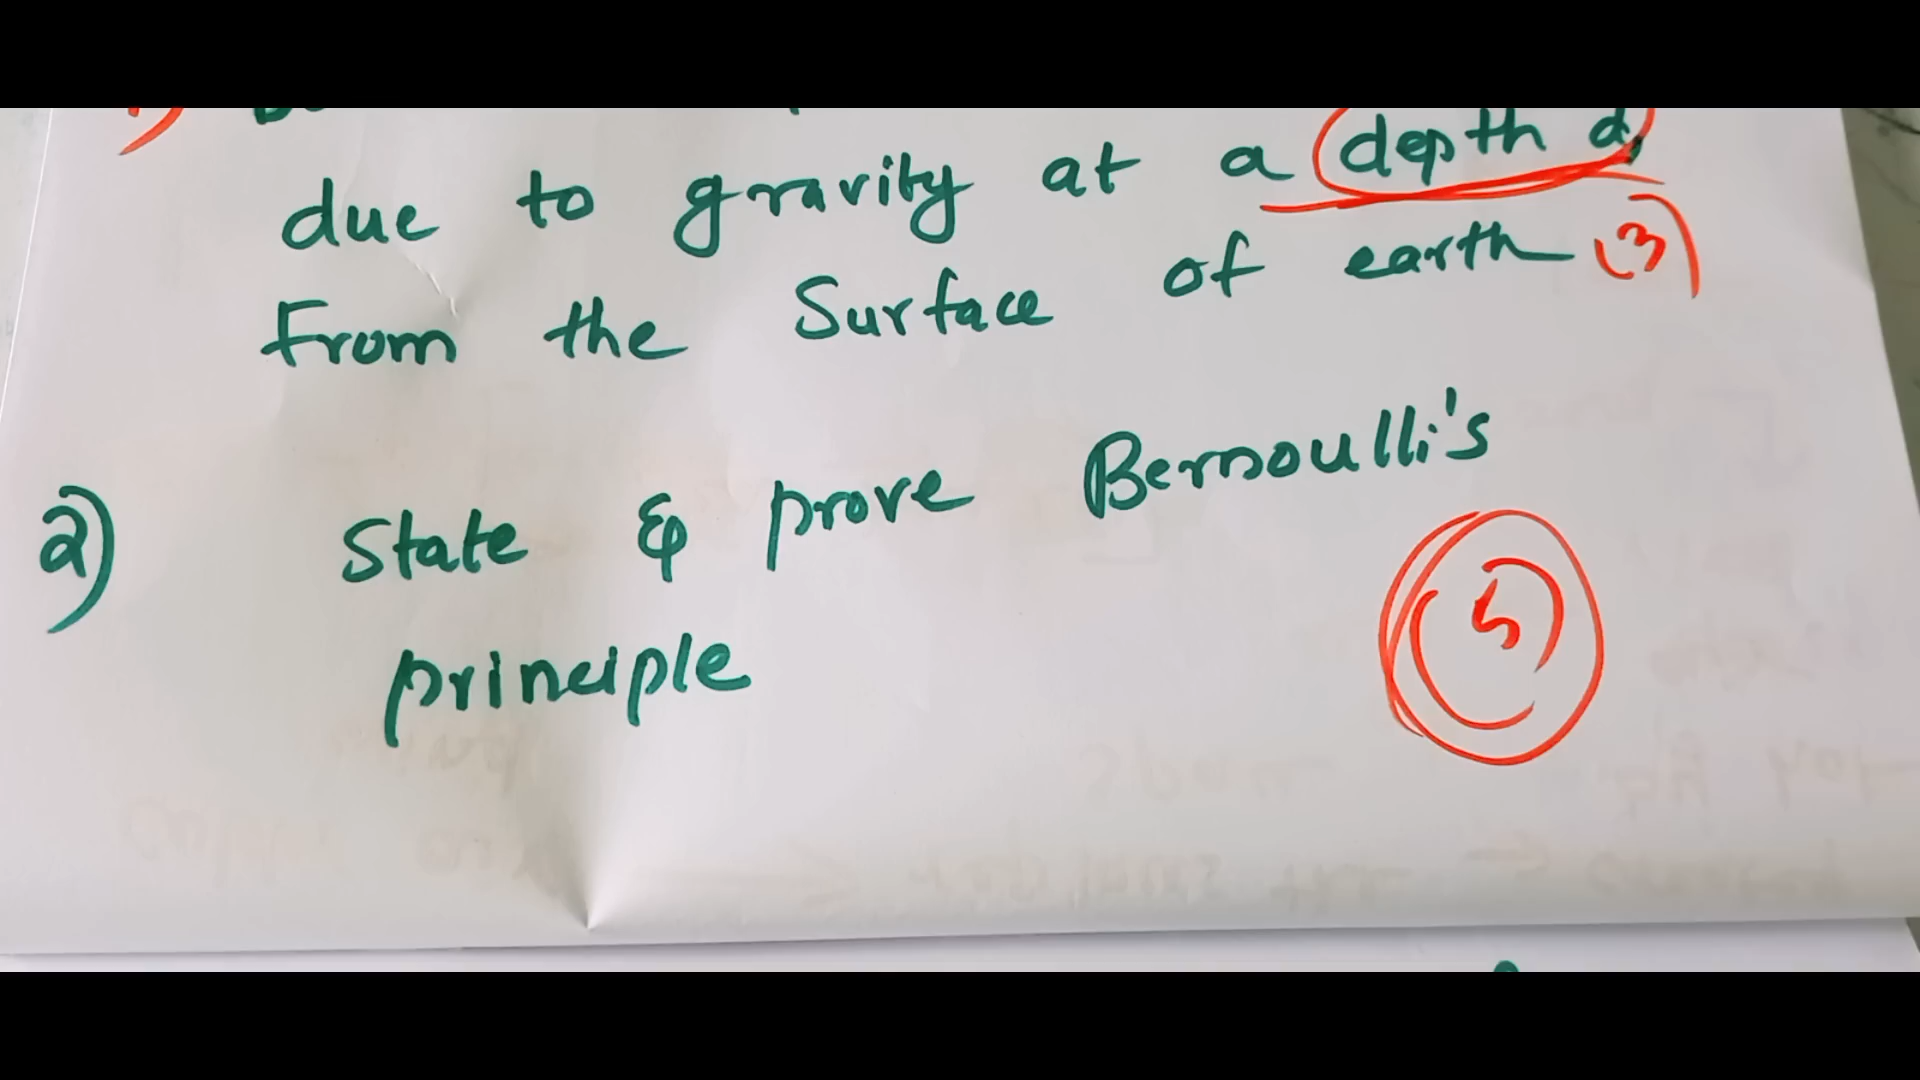 due to gravity at a depth d
From the Surface of earth (3)
2) State & prove Bernoulli's
principle (5)